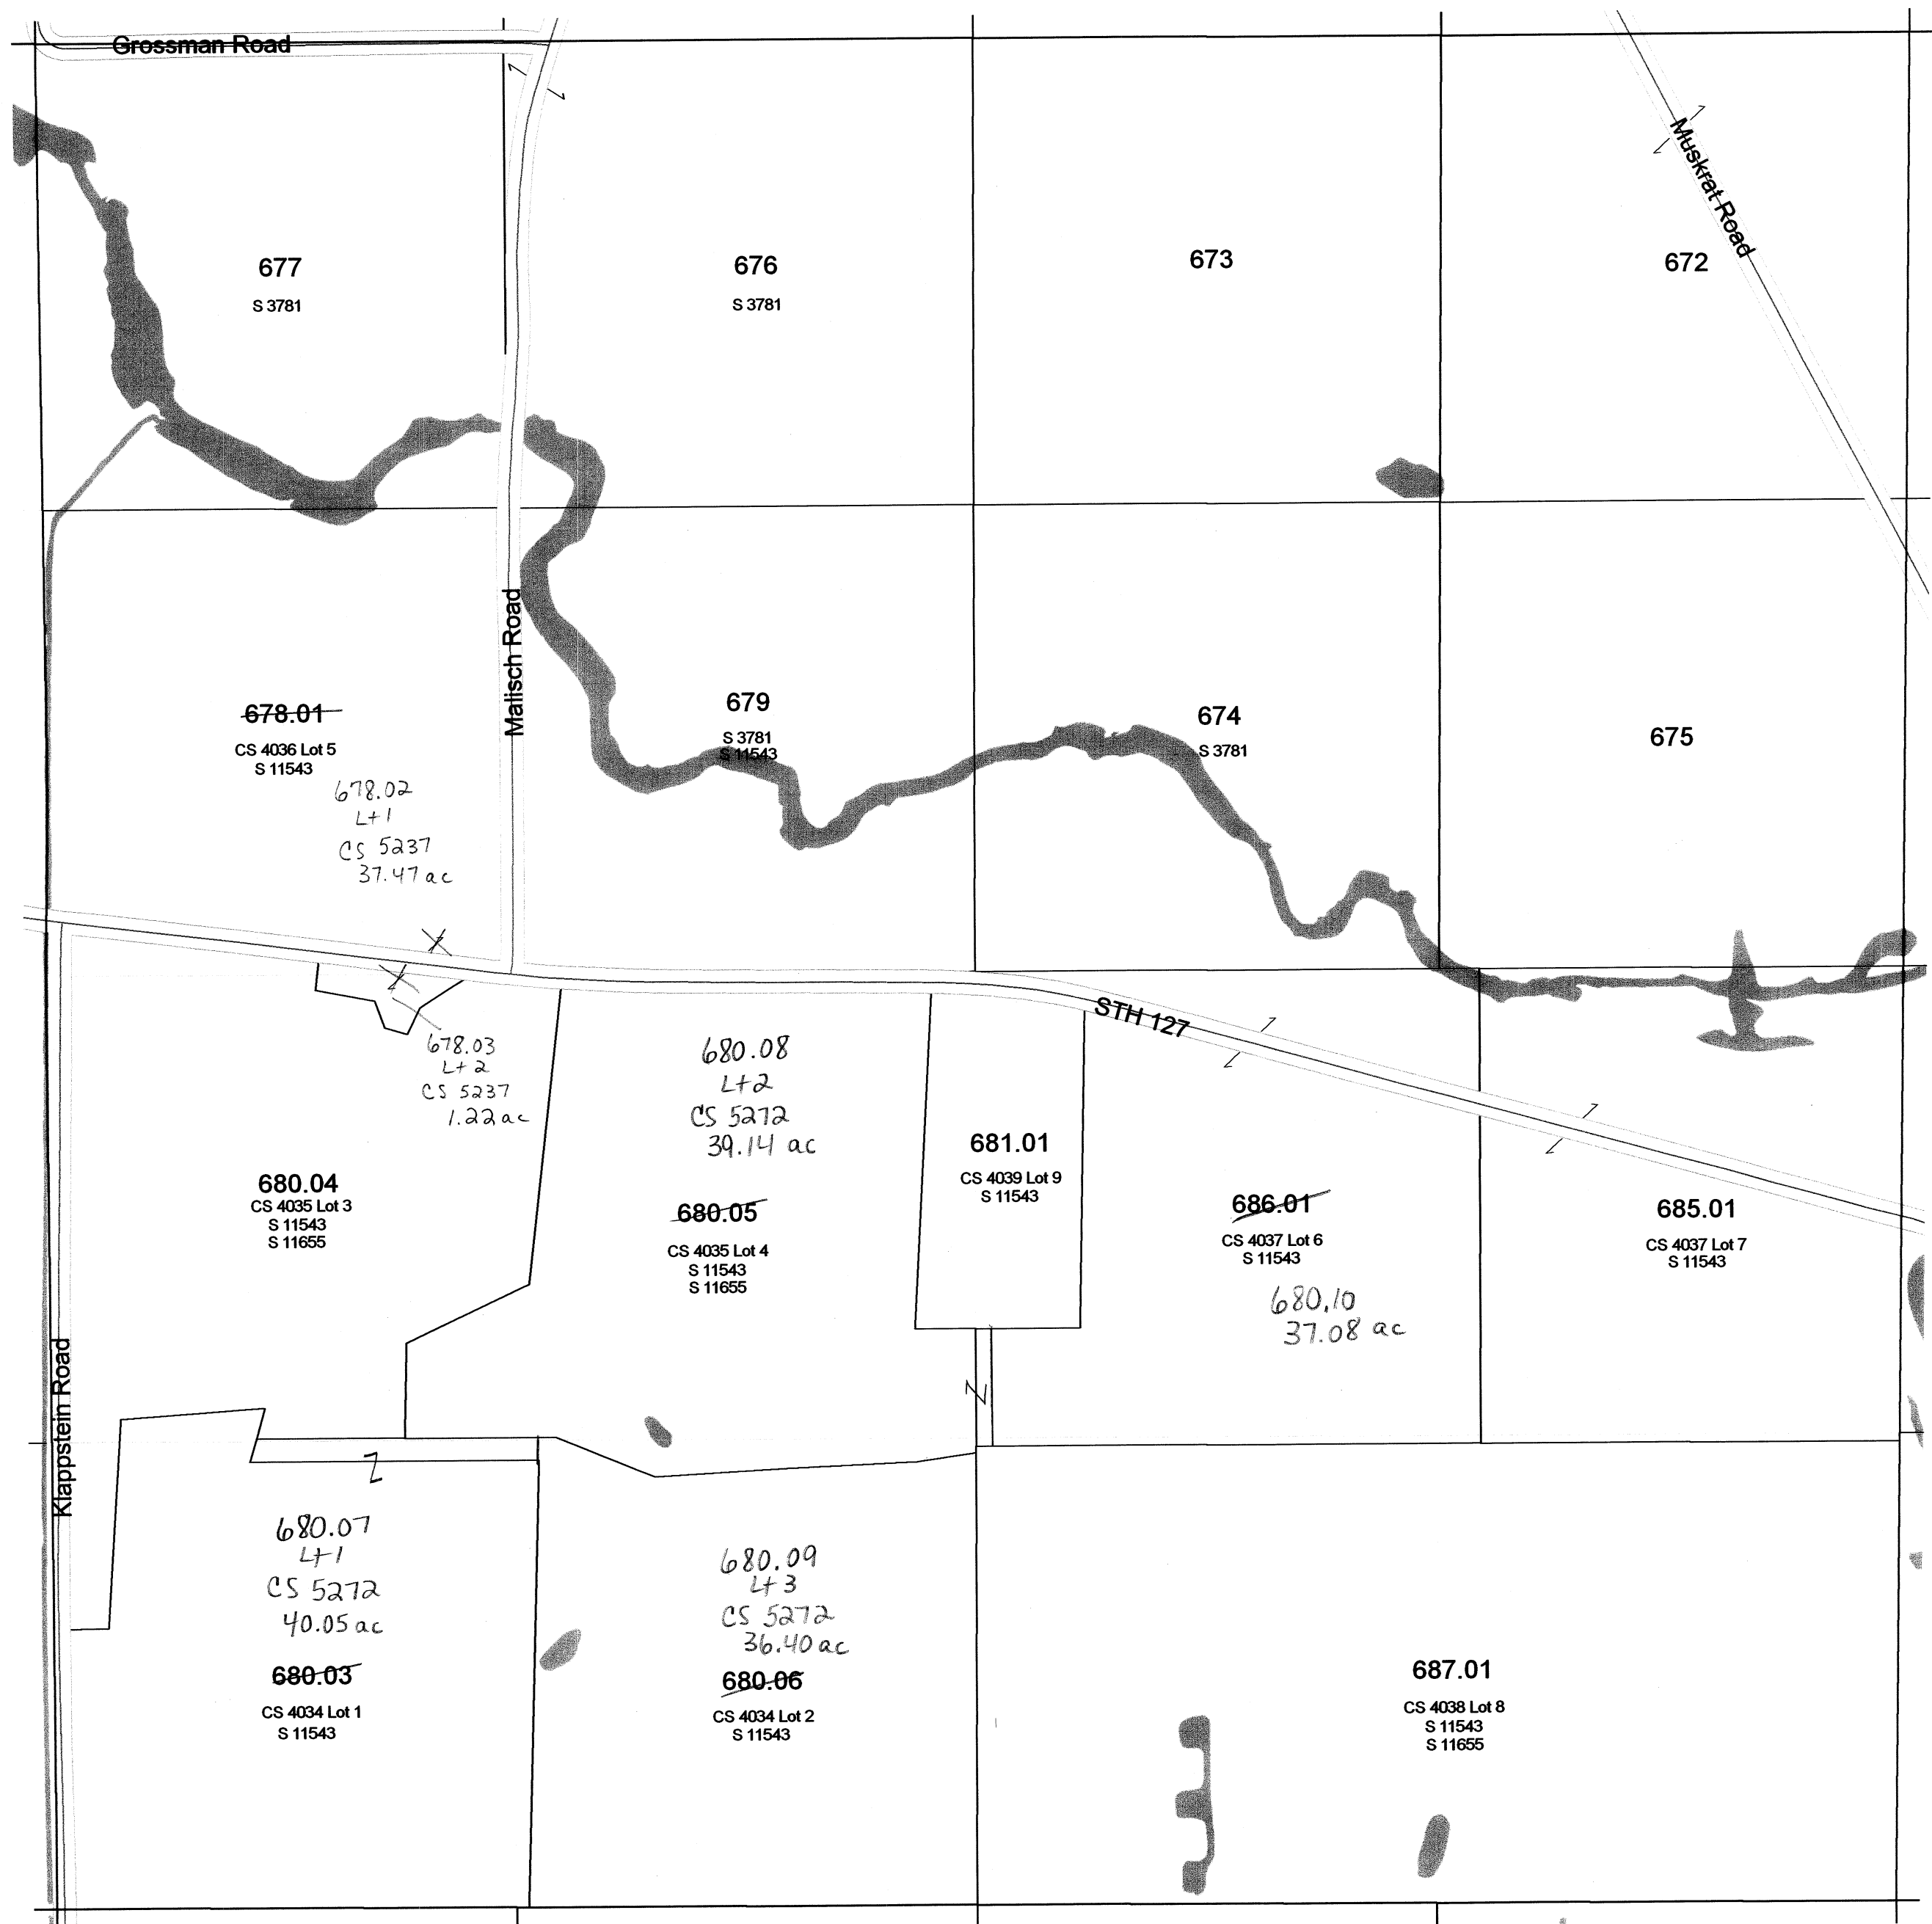 Grossman Road
Muskrat Road
677
S 3781
676
S 3781
673
672
Malisch Road
678.01
CS 4036 Lot 5
S 11543
678.02
Lt 1
CS 5237
37.47 ac
679
S 3781
S 11543
674
S 3781
675
STH 127
678.03
Lt 2
CS 5237
1.22 ac
680.04
CS 4035 Lot 3
S 11543
S 11655
680.08
Lt 2
CS 5272
39.14 ac
680.05
CS 4035 Lot 4
S 11543
S 11655
681.01
CS 4039 Lot 9
S 11543
686.01
CS 4037 Lot 6
S 11543
680.10
37.08 ac
685.01
CS 4037 Lot 7
S 11543
Klappstein Road
680.07
Lt 1
CS 5272
40.05 ac
680.03
CS 4034 Lot 1
S 11543
680.09
Lt 3
CS 5272
36.40 ac
680.06
CS 4034 Lot 2
S 11543
687.01
CS 4038 Lot 8
S 11543
S 11655